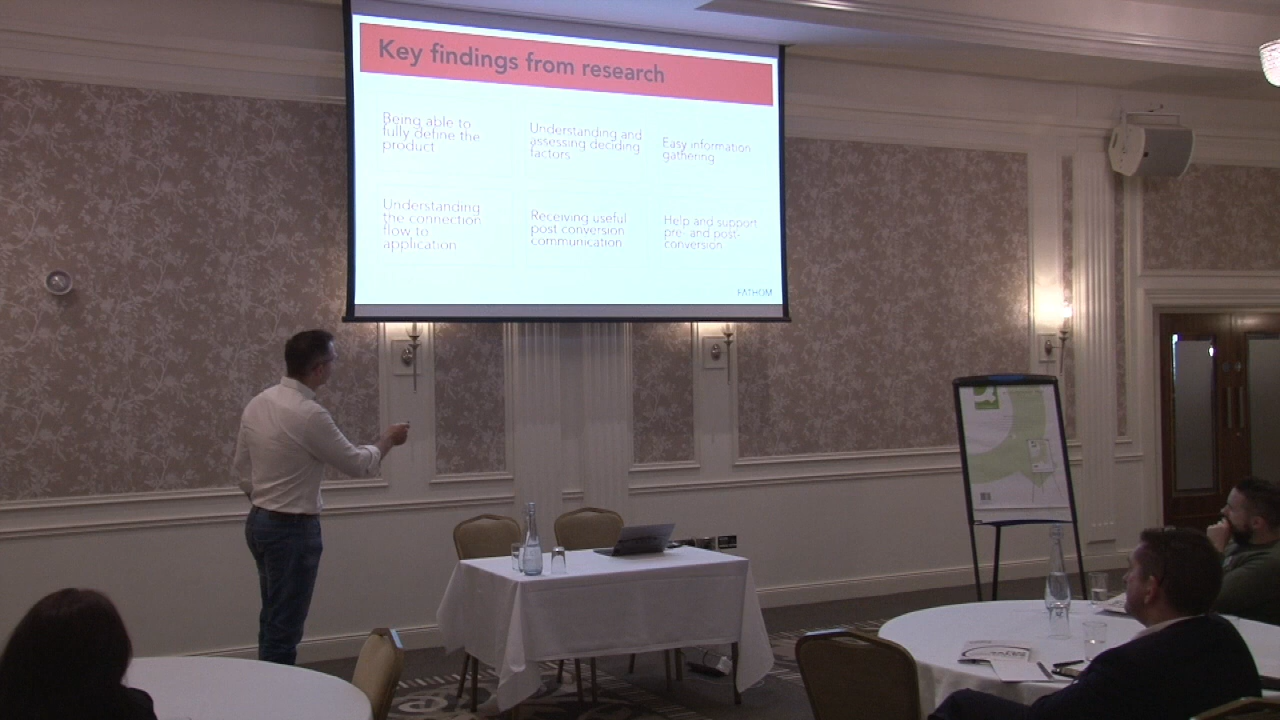 Key findings from research
Being able to
fully define the
product
Understanding and
assessing deciding
factors
Easy information
gathering
Understanding
the connection
flow to
application
Receiving useful
post conversion
communication
Help and support
pre- and post-
conversion
FATHOM